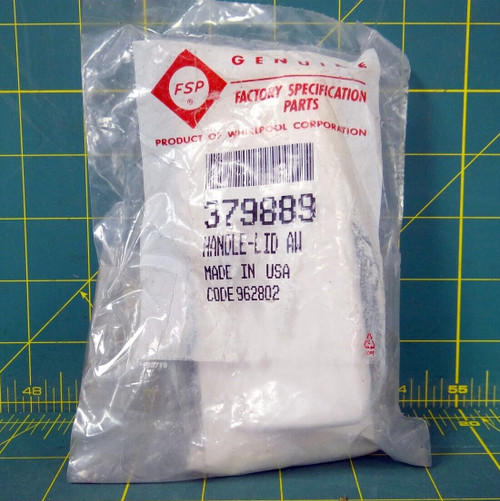 GENUINE
FSP
®
FACTORY SPECIFICATION
PARTS
PRODUCT OF WHIRLPOOL CORPORATION
379889
HANDLE-LID AW
MADE IN USA
CODE 962802
48
55
20